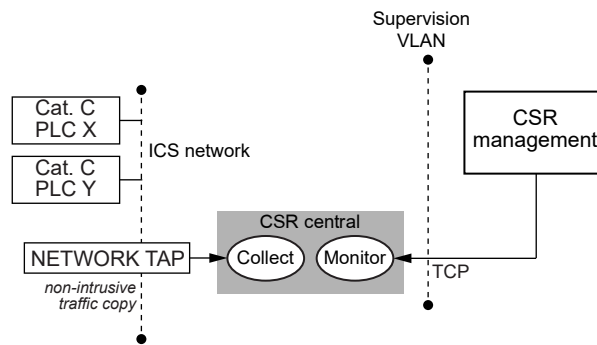 Supervision
VLAN
Cat. C
PLC X
CSR
management
ICS network
Cat. C
PLC Y
CSR central
NETWORK TAP
Collect
Monitor
TCP
non-intrusive
traffic copy